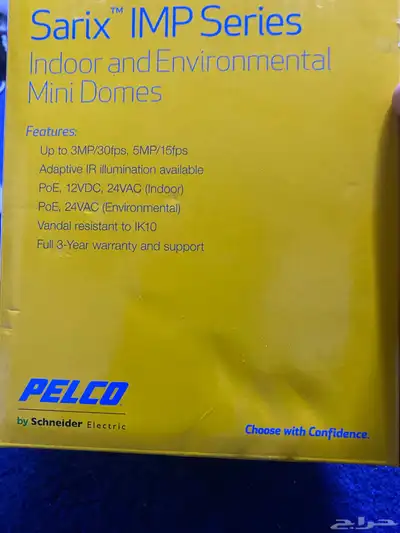 Sarix™ IMP Series
Indoor and Environmental
Mini Domes
Features:
Up to 3MP/30fps, 5MP/15fps
Adaptive IR illumination available
PoE, 12VDC, 24VAC (Indoor)
PoE, 24VAC (Environmental)
Vandal resistant to IK10
Full 3-Year warranty and support
PELCO
by Schneider Electric
Choose with Confidence.
حراج